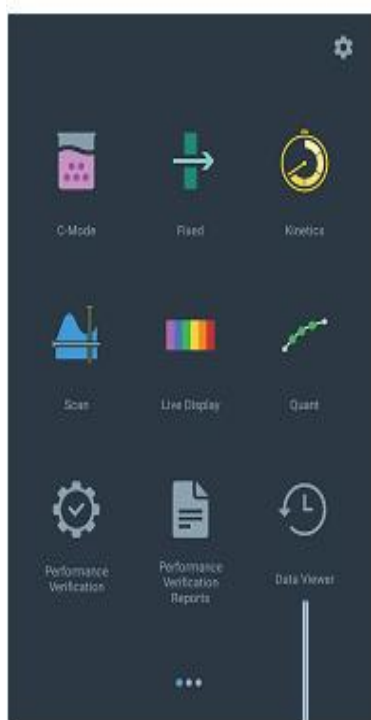 C-Mode
Fixed
Kinetics
Scan
Live Display
Quant
Performance
Verification
Performance
Verification
Reports
Data Viewer